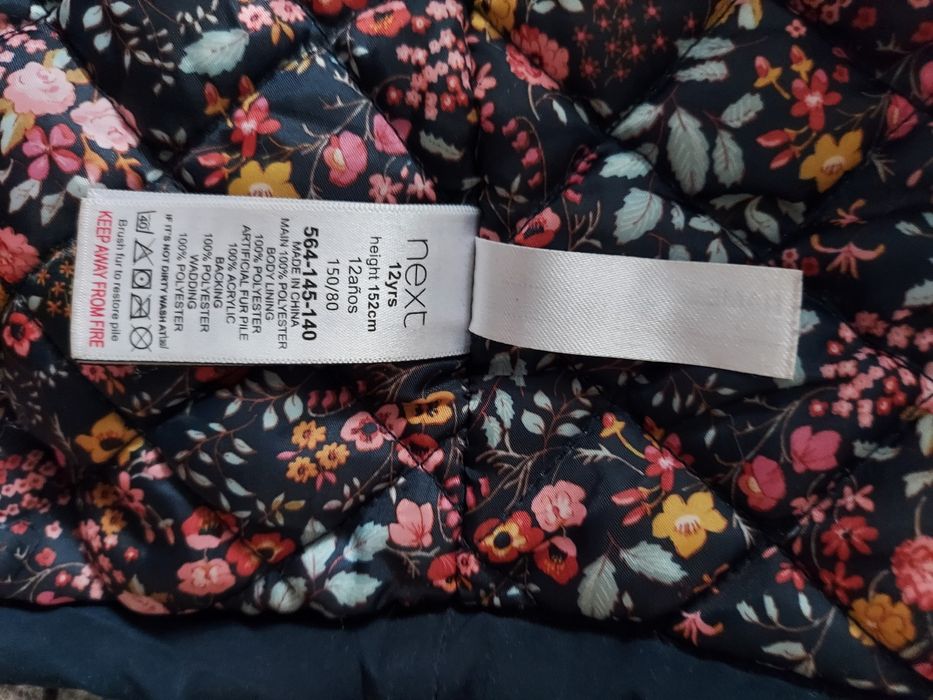 next
12yrs
height 152cm
12años
150/80
564-145-140
MADE IN CHINA
MAIN 100% POLYESTER
BODY LINING
100% POLYESTER
ARTIFICIAL FUR PILE
100% ACRYLIC
BACKING
100% POLYESTER
WADDING
100% POLYESTER
IF IT'S NOT DIRTY WASH AT 30
40
Brush fur to restore pile
KEEP AWAY FROM FIRE